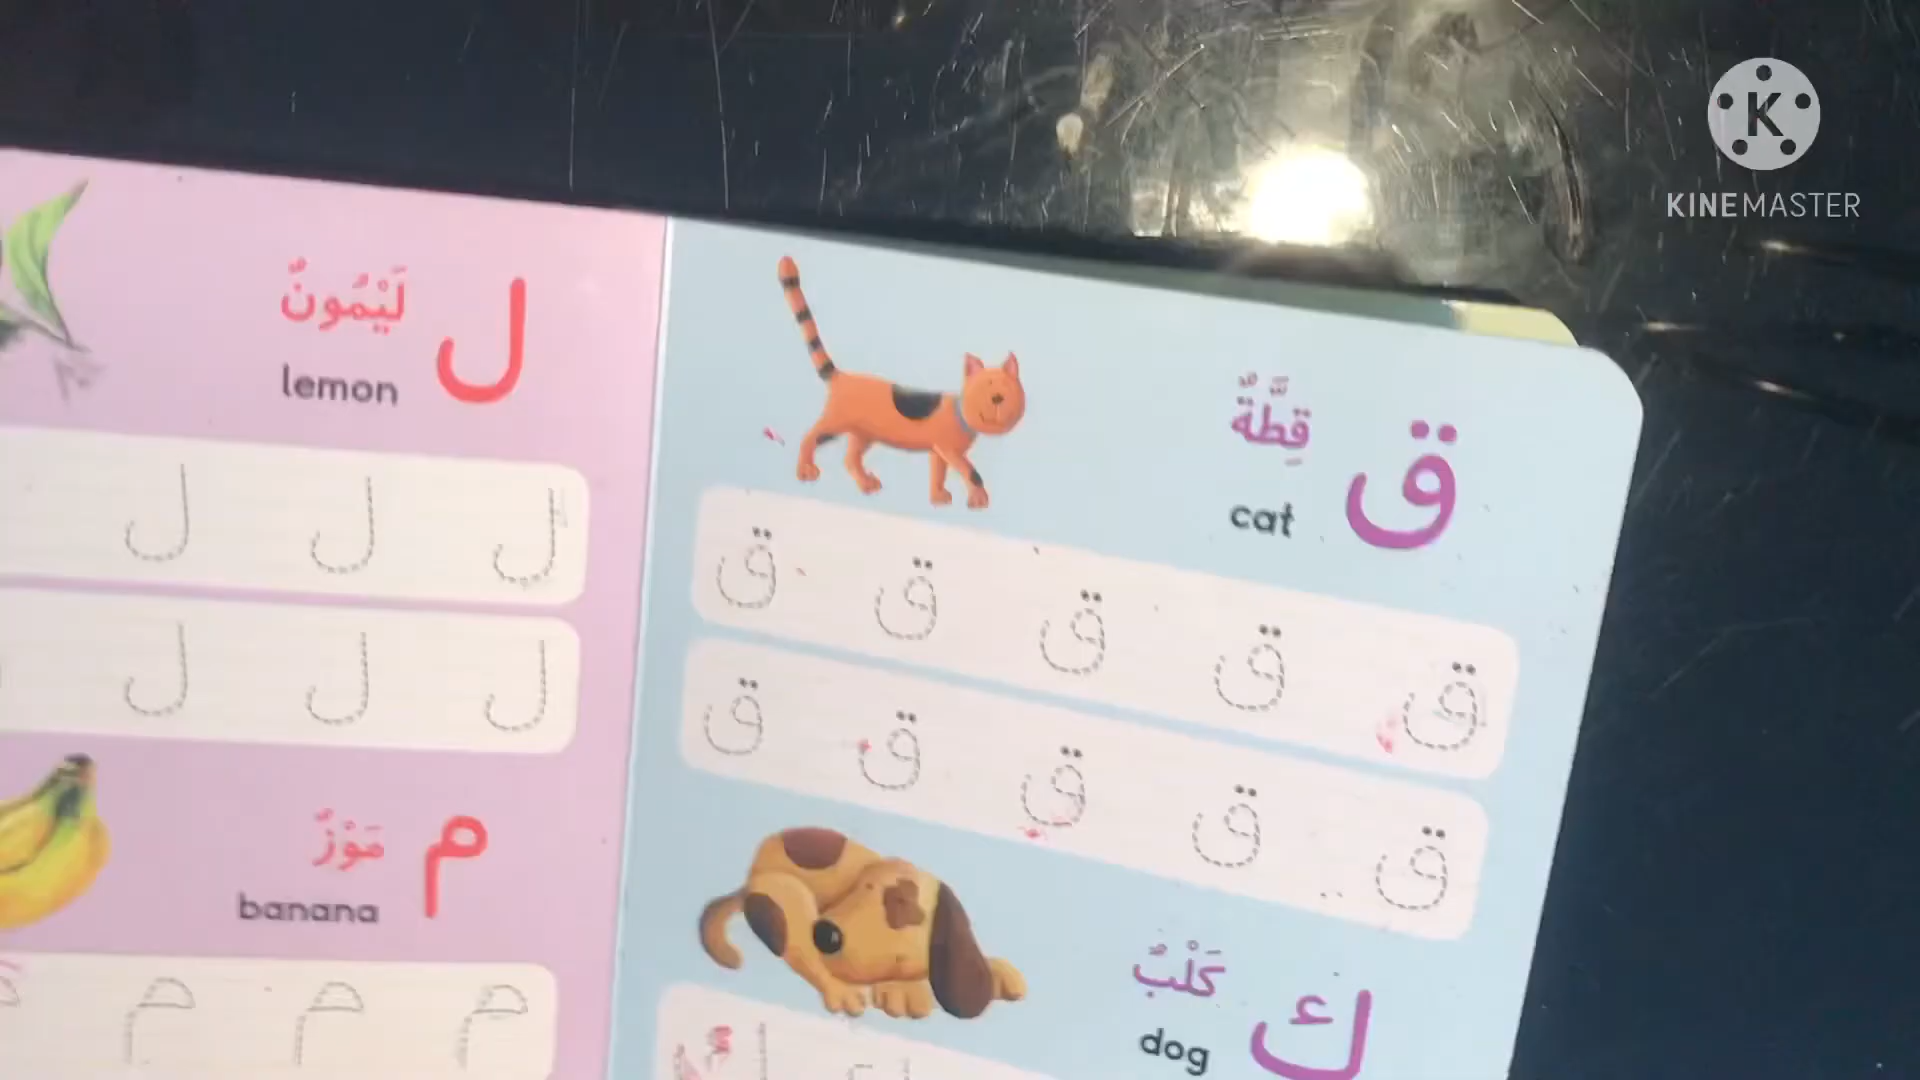 ق
قِطَّةٌ
cat
ق ق ق ق ق
ق ق ق ق ق
ك
كَلْبٌ
dog
ل
لَيْمُونٌ
lemon
ل ل ل
ل ل ل
م
مَوْزٌ
banana
م م م
K
KINEMASTER